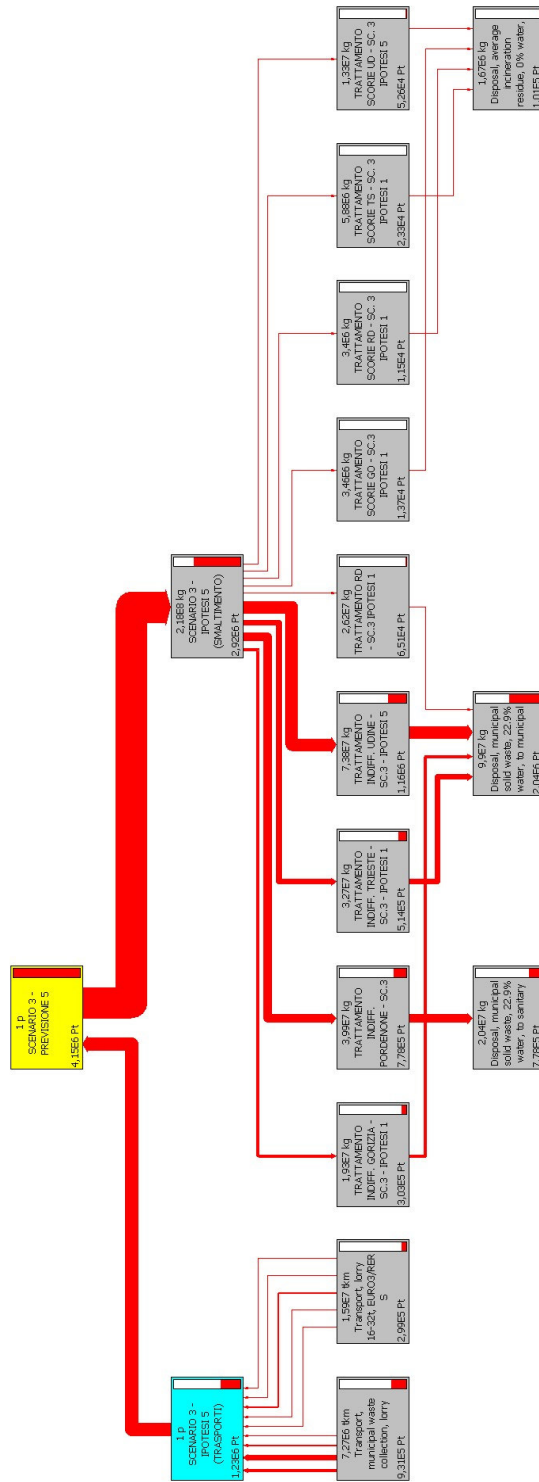 1 p
SCENARIO 3 -
PREVISIONE 5
4,15E6 Pt
1 p
SCENARIO 3 -
IPOTESI 5
(TRASPORTI)
1,23E6 Pt
2,18E8 kg
SCENARIO 3 -
IPOTESI 5
(SMALTIMENTO)
2,92E6 Pt
7,27E6 tkm
Transport,
municipal waste
collection, lorry
9,31E5 Pt
1,59E7 tkm
Transport, lorry
16-32t, EURO3/RER
S
2,99E5 Pt
1,93E7 kg
TRATTAMENTO
INDIFF. GORIZIA -
SC.3 - IPOTESI 1
3,03E5 Pt
3,99E7 kg
TRATTAMENTO
INDIFF.
PORDENONE - SC.3
7,78E5 Pt
3,27E7 kg
TRATTAMENTO
INDIFF. TRIESTE -
SC.3 - IPOTESI 1
5,14E5 Pt
7,38E7 kg
TRATTAMENTO
INDIFF. UDINE -
SC.3 - IPOTESI 5
1,16E6 Pt
2,62E7 kg
TRATTAMENTO RD
- SC.3 IPOTESI 1
6,51E4 Pt
3,46E6 kg
TRATTAMENTO
SCORIE GO - SC.3
IPOTESI 1
1,37E4 Pt
3,4E6 kg
TRATTAMENTO
SCORIE RD - SC. 3
IPOTESI 1
1,15E4 Pt
5,88E6 kg
TRATTAMENTO
SCORIE TS - SC. 3
IPOTESI 1
2,33E4 Pt
1,33E7 kg
TRATTAMENTO
SCORIE UD - SC. 3
IPOTESI 5
5,26E4 Pt
2,04E7 kg
Disposal, municipal
solid waste, 22.9%
water, to sanitary
7,78E5 Pt
9,9E7 kg
Disposal, municipal
solid waste, 22.9%
water, to municipal
2,04E6 Pt
1,67E6 kg
Disposal, average
incineration
residue, 0% water,
1,01E5 Pt